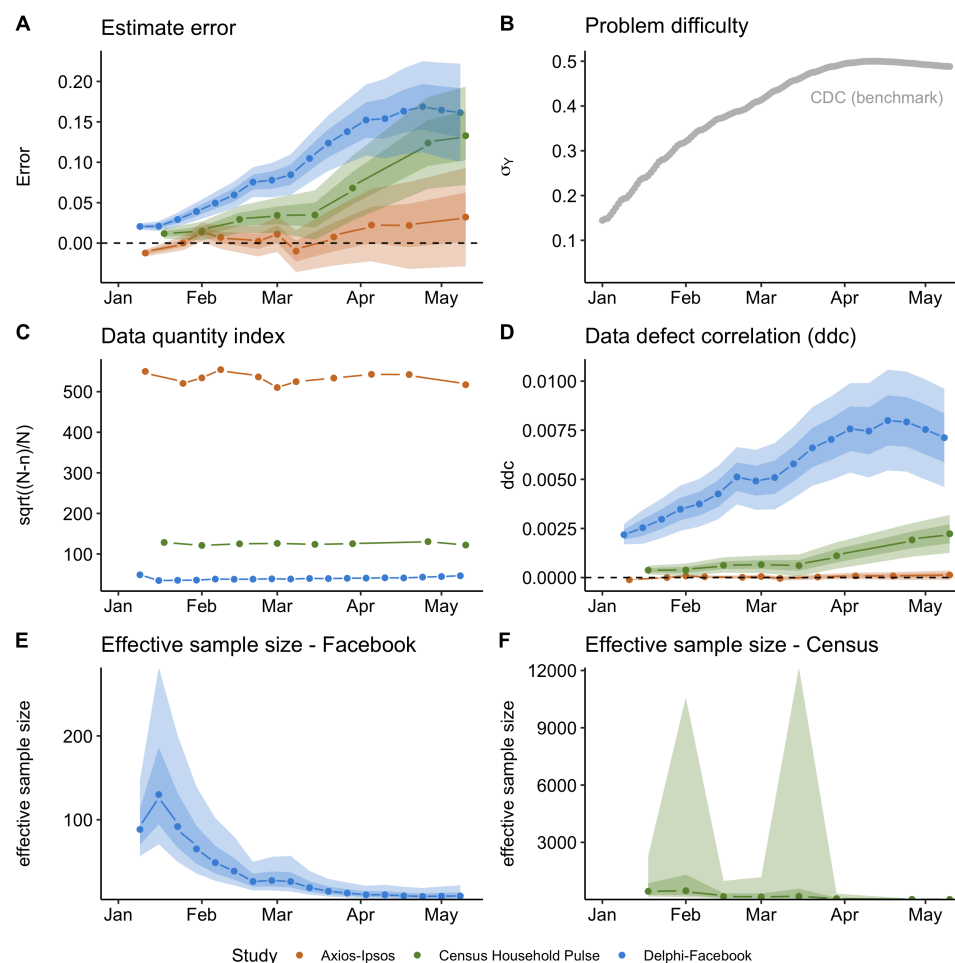 A
Estimate error
Error
0.20
0.15
0.10
0.05
0.00
Jan Feb Mar Apr May
B
Problem difficulty
σY
0.5
0.4
0.3
0.2
0.1
CDC (benchmark)
Jan Feb Mar Apr May
C
Data quantity index
sqrt((N-n)/N)
500
400
300
200
100
Jan Feb Mar Apr May
D
Data defect correlation (ddc)
ddc
0.0100
0.0075
0.0050
0.0025
0.0000
Jan Feb Mar Apr May
E
Effective sample size - Facebook
effective sample size
200
100
Jan Feb Mar Apr May
F
Effective sample size - Census
effective sample size
12000
9000
6000
3000
Jan Feb Mar Apr May
Study Axios-Ipsos Census Household Pulse Delphi-Facebook